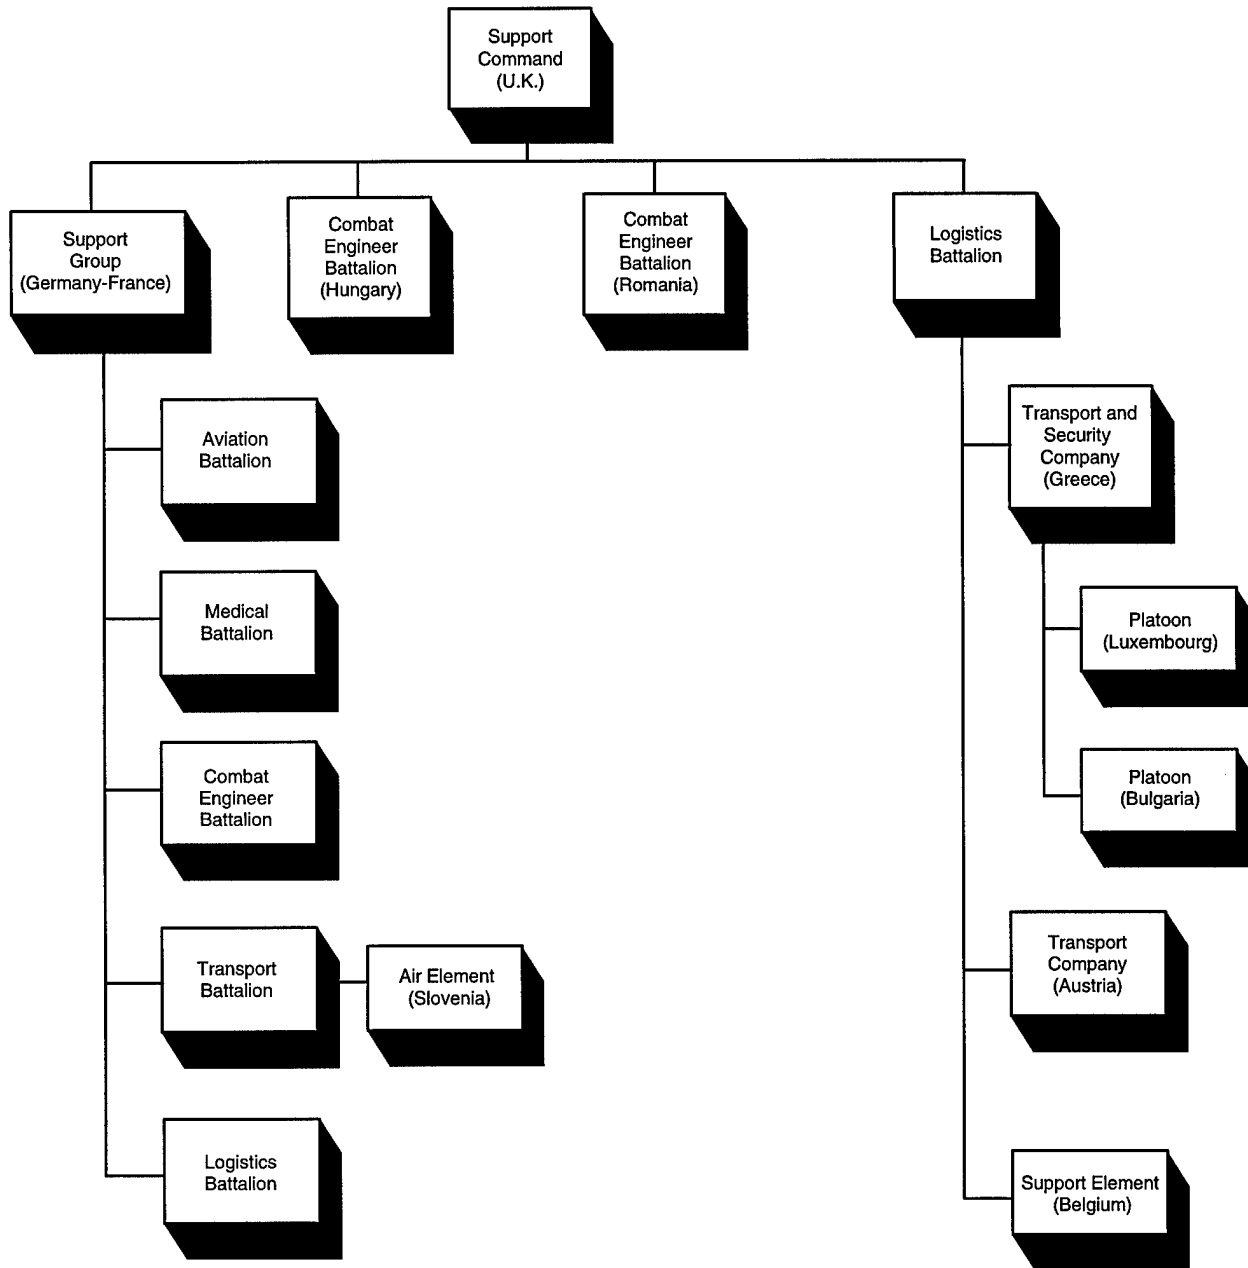 Support
Command
(U.K.)
Support
Group
(Germany-France)
Combat
Engineer
Battalion
(Hungary)
Combat
Engineer
Battalion
(Romania)
Logistics
Battalion
Aviation
Battalion
Medical
Battalion
Combat
Engineer
Battalion
Transport
Battalion
Air Element
(Slovenia)
Logistics
Battalion
Transport and
Security
Company
(Greece)
Platoon
(Luxembourg)
Platoon
(Bulgaria)
Transport
Company
(Austria)
Support Element
(Belgium)